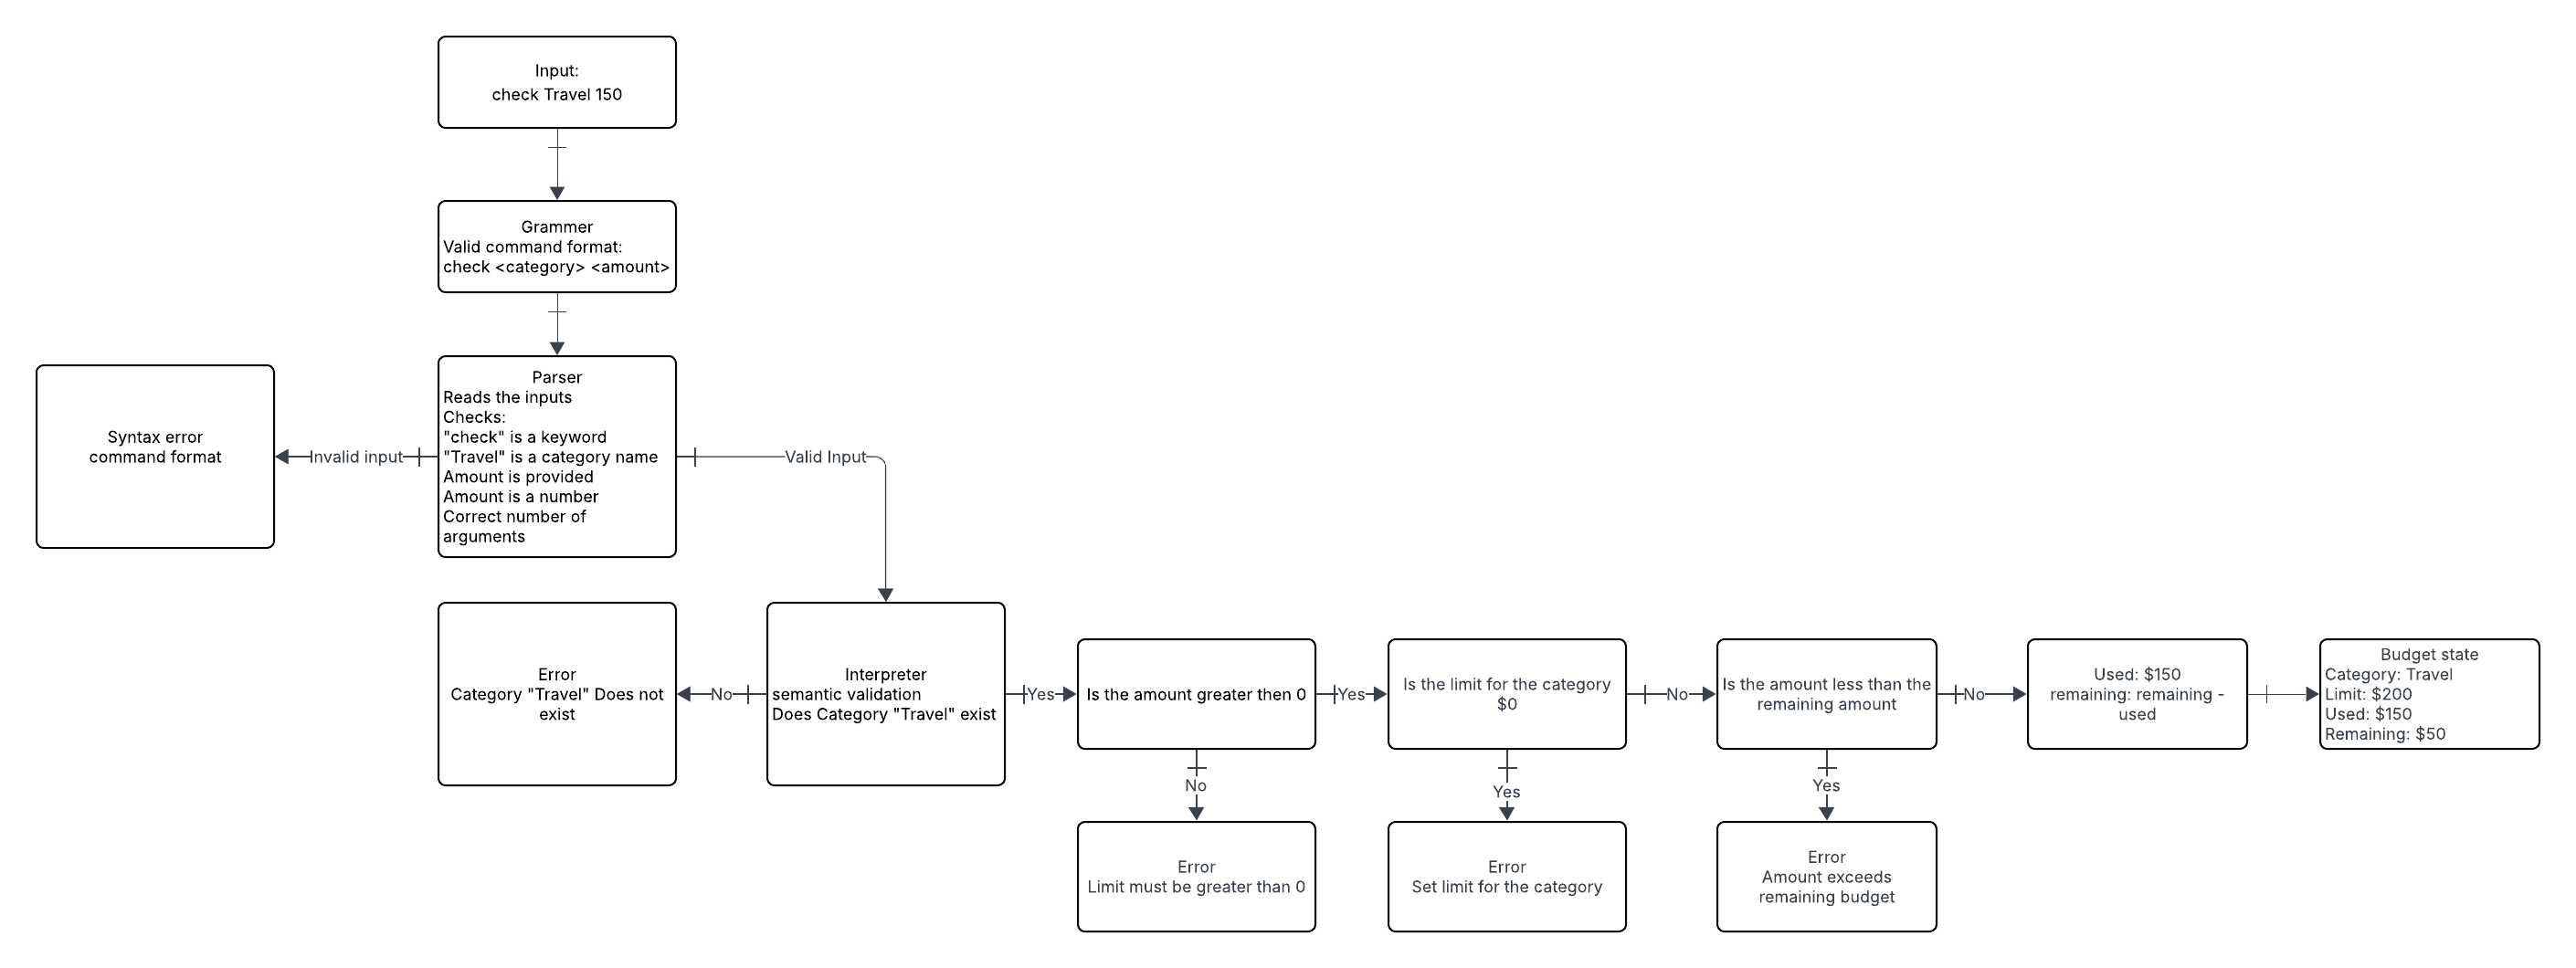 Input:
check Travel 150
Grammer
Valid command format:
check <category> <amount>
Parser
Reads the inputs
Checks:
"check" is a keyword
"Travel" is a category name
Amount is provided
Amount is a number
Correct number of
arguments
Invalid input
Syntax error
command format
Valid Input
Interpreter
semantic validation
Does Category "Travel" exist
No
Error
Category "Travel" Does not
exist
Yes
Is the amount greater then 0
No
Error
Limit must be greater than 0
Yes
Is the limit for the category
$0
Yes
Error
Set limit for the category
No
Is the amount less than the
remaining amount
Yes
Error
Amount exceeds
remaining budget
No
Used: $150
remaining: remaining -
used
Budget state
Category: Travel
Limit: $200
Used: $150
Remaining: $50